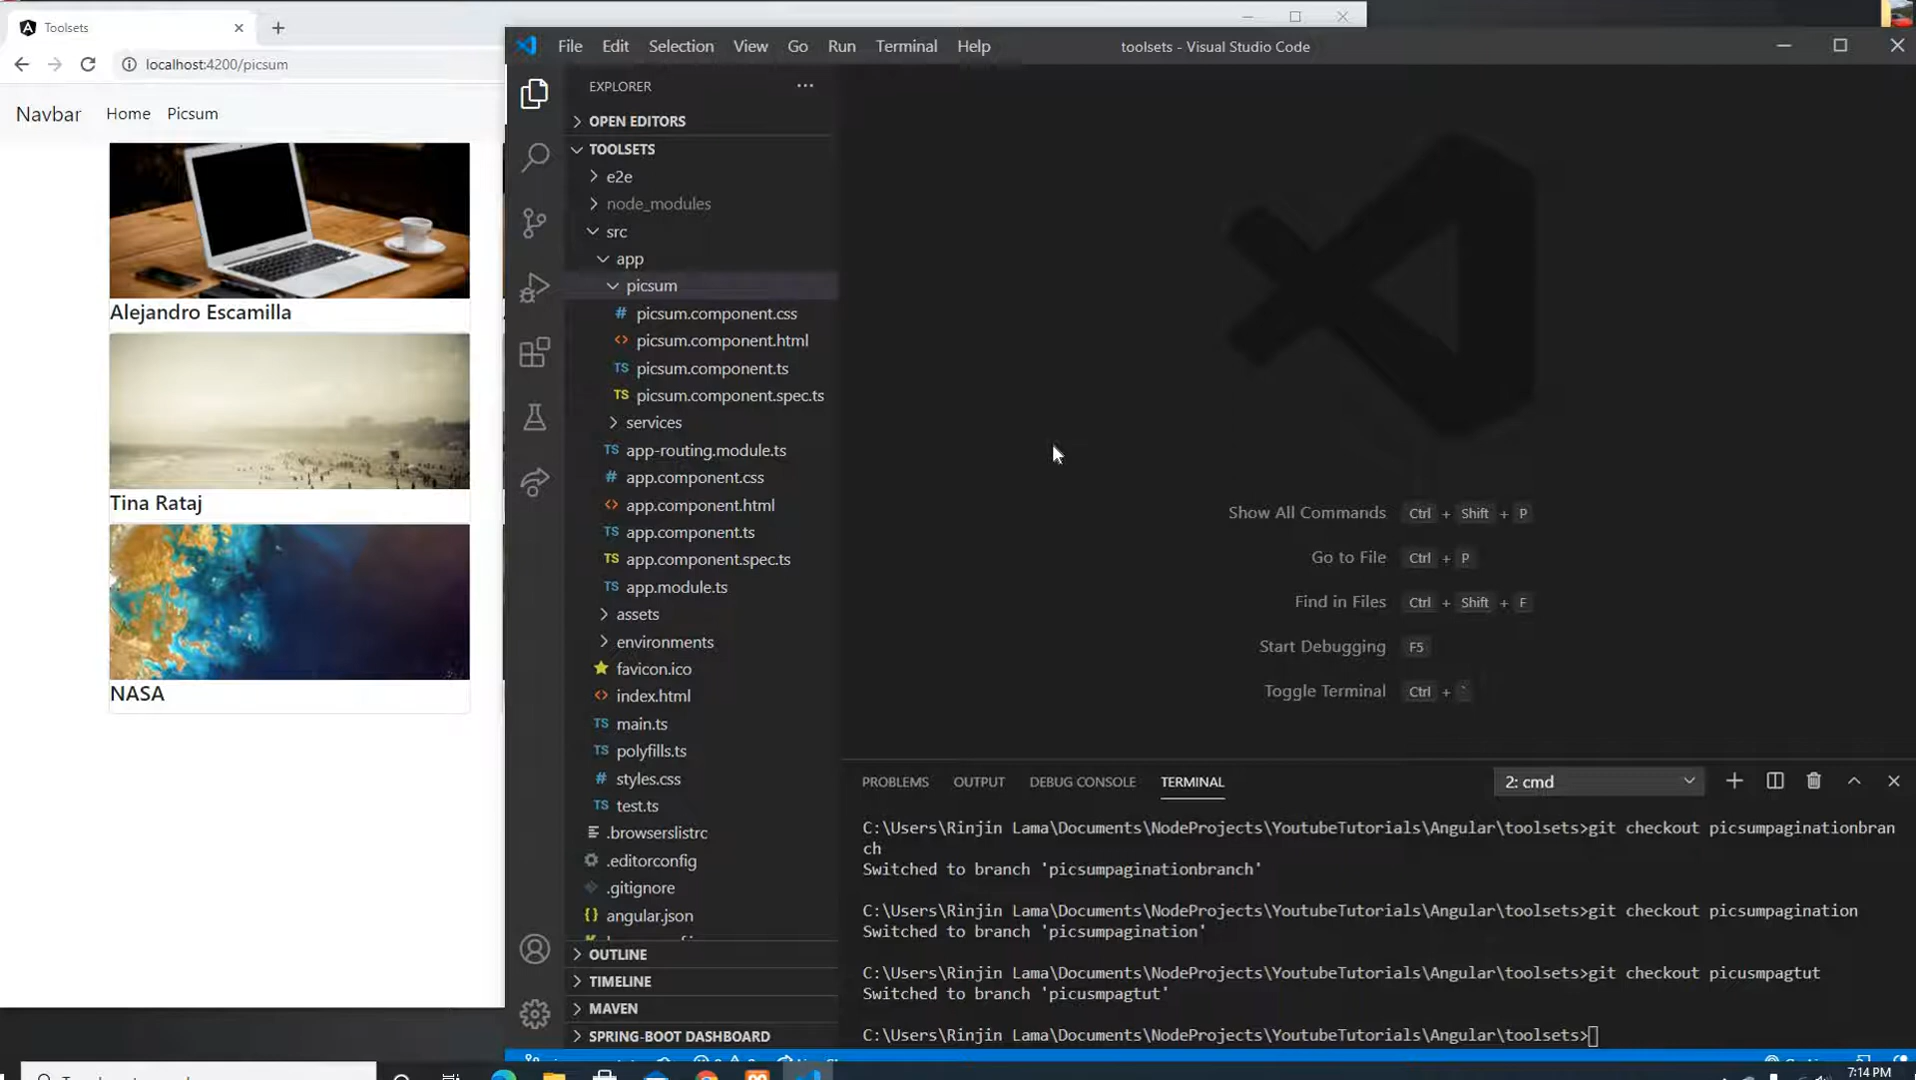 Toolsets
localhost:4200/picsum
Navbar Home Picsum
Alejandro Escamilla
Tina Rataj
NASA
File Edit Selection View Go Run Terminal Help
toolsets - Visual Studio Code
EXPLORER
OPEN EDITORS
TOOLSETS
e2e
node_modules
src
app
picsum
# picsum.component.css
<> picsum.component.html
TS picsum.component.ts
TS picsum.component.spec.ts
services
TS app-routing.module.ts
# app.component.css
<> app.component.html
TS app.component.ts
TS app.component.spec.ts
TS app.module.ts
assets
environments
favicon.ico
<> index.html
TS main.ts
TS polyfills.ts
# styles.css
TS test.ts
.browserslistrc
.editorconfig
.gitignore
{} angular.json
OUTLINE
TIMELINE
MAVEN
SPRING-BOOT DASHBOARD
Show All Commands Ctrl + Shift + P
Go to File Ctrl + P
Find in Files Ctrl + Shift + F
Start Debugging F5
Toggle Terminal Ctrl + `
PROBLEMS OUTPUT DEBUG CONSOLE TERMINAL
2: cmd
C:\Users\Rinjin Lama\Documents\NodeProjects\YoutubeTutorials\Angular\toolsets>git checkout picsumpaginationbran
ch
Switched to branch 'picsumpaginationbranch'
C:\Users\Rinjin Lama\Documents\NodeProjects\YoutubeTutorials\Angular\toolsets>git checkout picsumpagination
Switched to branch 'picsumpagination'
C:\Users\Rinjin Lama\Documents\NodeProjects\YoutubeTutorials\Angular\toolsets>git checkout picusmpagtut
Switched to branch 'picusmpagtut'
C:\Users\Rinjin Lama\Documents\NodeProjects\YoutubeTutorials\Angular\toolsets>
7:14 PM